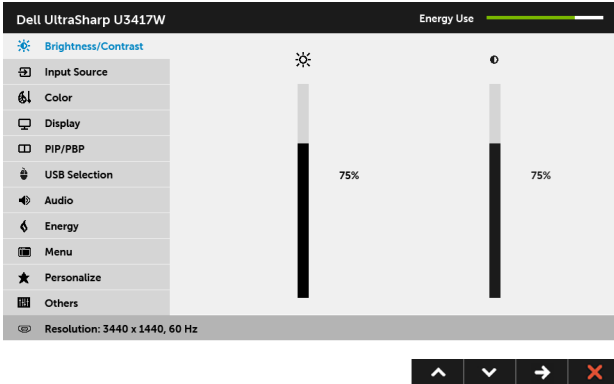 Dell UltraSharp U3417W
Energy Use
Brightness/Contrast
Input Source
Color
Display
PIP/PBP
USB Selection
Audio
Energy
Menu
Personalize
Others
75%
75%
Resolution: 3440 x 1440, 60 Hz